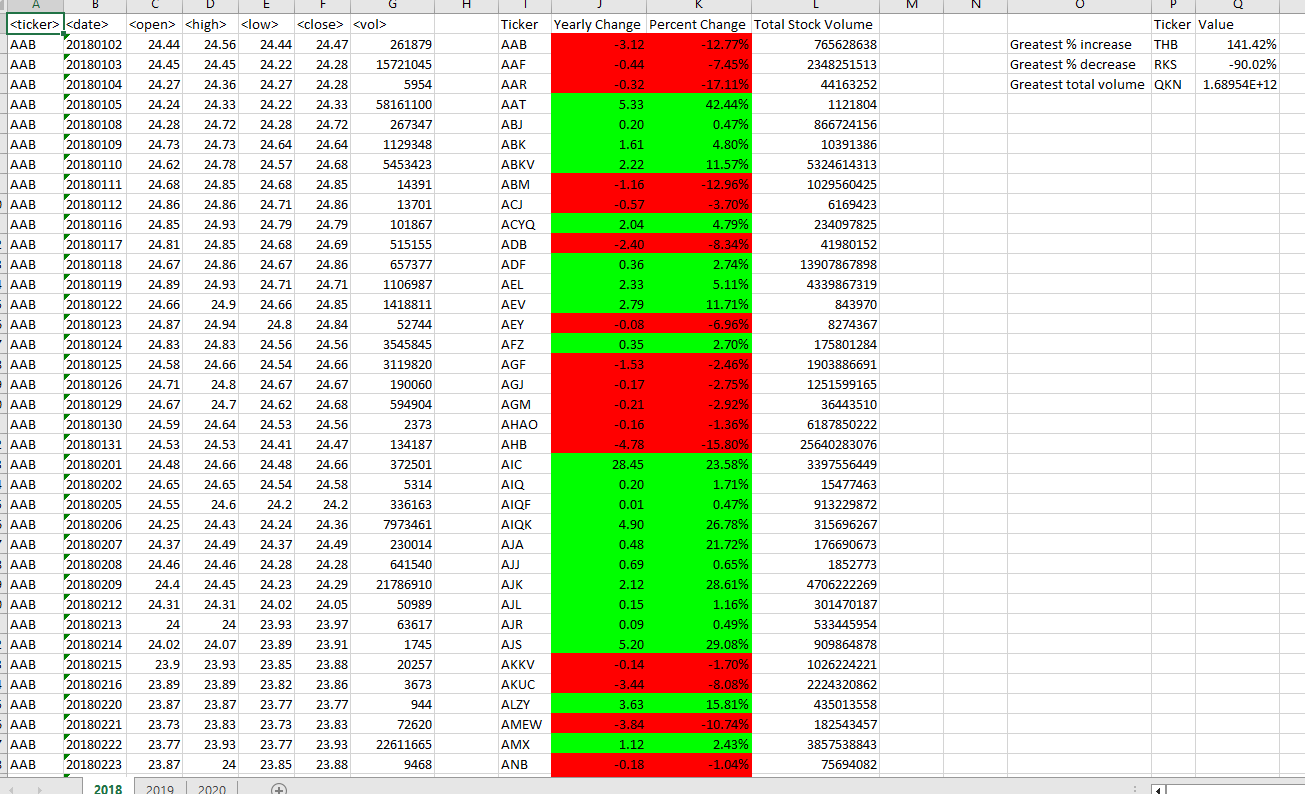 A B C D E F G H I J K L M N O P Q
<ticker> <date> <open> <high> <low> <close> <vol> Ticker Yearly Change Percent Change Total Stock Volume Ticker Value
AAB 20180102 24.44 24.56 24.44 24.47 261879 AAB -3.12 -12.77% 765628638 Greatest % increase THB 141.42%
AAB 20180103 24.45 24.45 24.22 24.28 15721045 AAF -0.44 -7.45% 2348251513 Greatest % decrease RKS -90.02%
AAB 20180104 24.27 24.36 24.27 24.28 5954 AAR -0.32 -17.11% 44163252 Greatest total volume QKN 1.68954E+12
AAB 20180105 24.24 24.33 24.22 24.33 58161100 AAT 5.33 42.44% 1121804
AAB 20180108 24.28 24.72 24.28 24.72 267347 ABJ 0.20 0.47% 866724156
AAB 20180109 24.73 24.73 24.64 24.64 1129348 ABK 1.61 4.80% 10391386
AAB 20180110 24.62 24.78 24.57 24.68 5453423 ABKV 2.22 11.57% 5324614313
AAB 20180111 24.68 24.85 24.68 24.85 14391 ABM -1.16 -12.96% 1029560425
AAB 20180112 24.86 24.86 24.71 24.86 13701 ACJ -0.57 -3.70% 6169423
AAB 20180116 24.85 24.93 24.79 24.79 101867 ACYQ 2.04 4.79% 234097825
AAB 20180117 24.81 24.85 24.68 24.69 515155 ADB -2.40 -8.34% 41980152
AAB 20180118 24.67 24.86 24.67 24.86 657377 ADF 0.36 2.74% 13907867898
AAB 20180119 24.89 24.93 24.71 24.71 1106987 AEL 2.33 5.11% 4339867319
AAB 20180122 24.66 24.9 24.66 24.85 1418811 AEV 2.79 11.71% 843970
AAB 20180123 24.87 24.94 24.8 24.84 52744 AEY -0.08 -6.96% 8274367
AAB 20180124 24.83 24.83 24.56 24.56 3545845 AFZ 0.35 2.70% 175801284
AAB 20180125 24.58 24.66 24.54 24.66 3119820 AGF -1.53 -2.46% 1903886691
AAB 20180126 24.71 24.8 24.67 24.67 190060 AGJ -0.17 -2.75% 1251599165
AAB 20180129 24.67 24.7 24.62 24.68 594904 AGM -0.21 -2.92% 36443510
AAB 20180130 24.59 24.64 24.53 24.56 2373 AHAO -0.16 -1.36% 6187850222
AAB 20180131 24.53 24.53 24.41 24.47 134187 AHB -4.78 -15.80% 25640283076
AAB 20180201 24.48 24.66 24.48 24.66 372501 AIC 28.45 23.58% 3397556449
AAB 20180202 24.65 24.65 24.54 24.58 5314 AIQ 0.20 1.71% 15477463
AAB 20180205 24.55 24.6 24.2 24.2 336163 AIQF 0.01 0.47% 913229872
AAB 20180206 24.25 24.43 24.24 24.36 7973461 AIQK 4.90 26.78% 315696267
AAB 20180207 24.37 24.49 24.37 24.49 230014 AJA 0.48 21.72% 176690673
AAB 20180208 24.46 24.46 24.28 24.28 641540 AJJ 0.69 0.65% 1852773
AAB 20180209 24.4 24.45 24.23 24.29 21786910 AJK 2.12 28.61% 4706222269
AAB 20180212 24.31 24.31 24.02 24.05 50989 AJL 0.15 1.16% 301470187
AAB 20180213 24 24 23.93 23.97 63617 AJR 0.09 0.49% 533445954
AAB 20180214 24.02 24.07 23.89 23.91 1745 AJS 5.20 29.08% 909864878
AAB 20180215 23.9 23.93 23.85 23.88 20257 AKKV -0.14 -1.70% 1026224221
AAB 20180216 23.89 23.89 23.82 23.86 3673 AKUC -3.44 -8.08% 2224320862
AAB 20180220 23.87 23.87 23.77 23.77 944 ALZY 3.63 15.81% 435013558
AAB 20180221 23.73 23.83 23.73 23.83 72620 AMEW -3.84 -10.74% 182543457
AAB 20180222 23.77 23.93 23.77 23.93 22611665 AMX 1.12 2.43% 3857538843
AAB 20180223 23.87 24 23.85 23.88 9468 ANB -0.18 -1.04% 75694082
2018 2019 2020